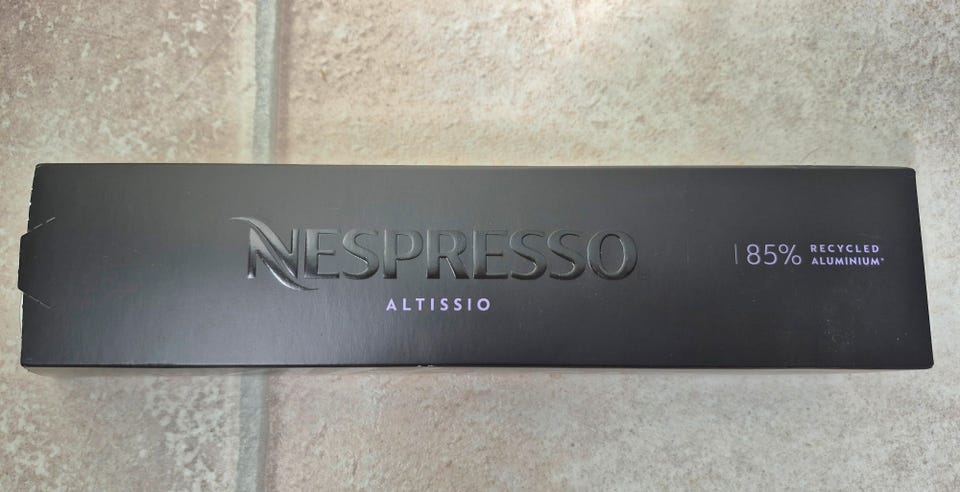 NESPRESSO
ALTISSIO
85% RECYCLED
ALUMINIUM*